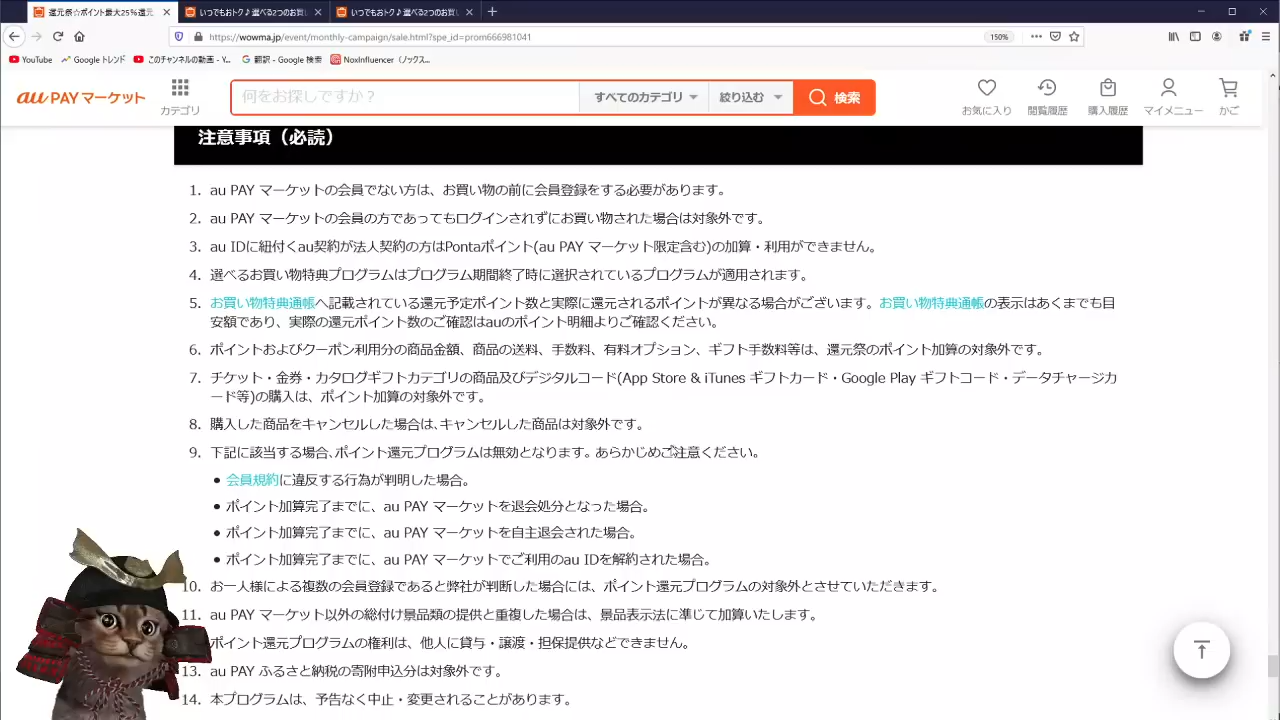 還元祭☆ポイント最大25%還元
いつでもおトク♪選べる2つのお買い
いつでもおトク♪選べる2つのお買し
https://wowma.jp/event/monthly-campaign/sale.html?spe_id=prom666981041
150%
YouTube
Google トレンド
このチャンネルの動画 - Y...
翻訳 - Google 検索
NoxInfluencer（ノックス...
au PAY マーケット
カテゴリ
何をお探しですか？
すべてのカテゴリ
絞り込む
検索
お気に入り
閲覧履歴
購入履歴
マイメニュー
かご
注意事項（必読）
1. au PAY マーケットの会員でない方は、お買い物の前に会員登録をする必要があります。
2. au PAY マーケットの会員の方であってもログインされずにお買い物された場合は対象外です。
3. au IDに紐付くau契約が法人契約の方はPontaポイント(au PAY マーケット限定含む)の加算・利用ができません。
4. 選べるお買い物特典プログラムはプログラム期間終了時に選択されているプログラムが適用されます。
5. お買い物特典通帳へ記載されている還元予定ポイント数と実際に還元されるポイントが異なる場合がございます。お買い物特典通帳の表示はあくまでも目
安額であり、実際の還元ポイント数のご確認はauのポイント明細よりご確認ください。
6. ポイントおよびクーポン利用分の商品金額、商品の送料、手数料、有料オプション、ギフト手数料等は、還元祭のポイント加算の対象外です。
7. チケット・金券・カタログギフトカテゴリの商品及びデジタルコード(App Store & iTunes ギフトカード・Google Play ギフトコード・データチャージカ
ード等)の購入は、ポイント加算の対象外です。
8. 購入した商品をキャンセルした場合は、キャンセルした商品は対象外です。
9. 下記に該当する場合、ポイント還元プログラムは無効となります。あらかじめご注意ください。
● 会員規約に違反する行為が判明した場合。
● ポイント加算完了までに、au PAY マーケットを退会処分となった場合。
● ポイント加算完了までに、au PAY マーケットを自主退会された場合。
● ポイント加算完了までに、au PAY マーケットでご利用のau IDを解約された場合。
10. お一人様による複数の会員登録であると弊社が判断した場合には、ポイント還元プログラムの対象外とさせていただきます。
11. au PAY マーケット以外の総付け景品類の提供と重複した場合は、景品表示法に準じて加算いたします。
ポイント還元プログラムの権利は、他人に貸与・譲渡・担保提供などできません。
13. au PAY ふるさと納税の寄附申込分は対象外です。
14. 本プログラムは、予告なく中止・変更されることがあります。